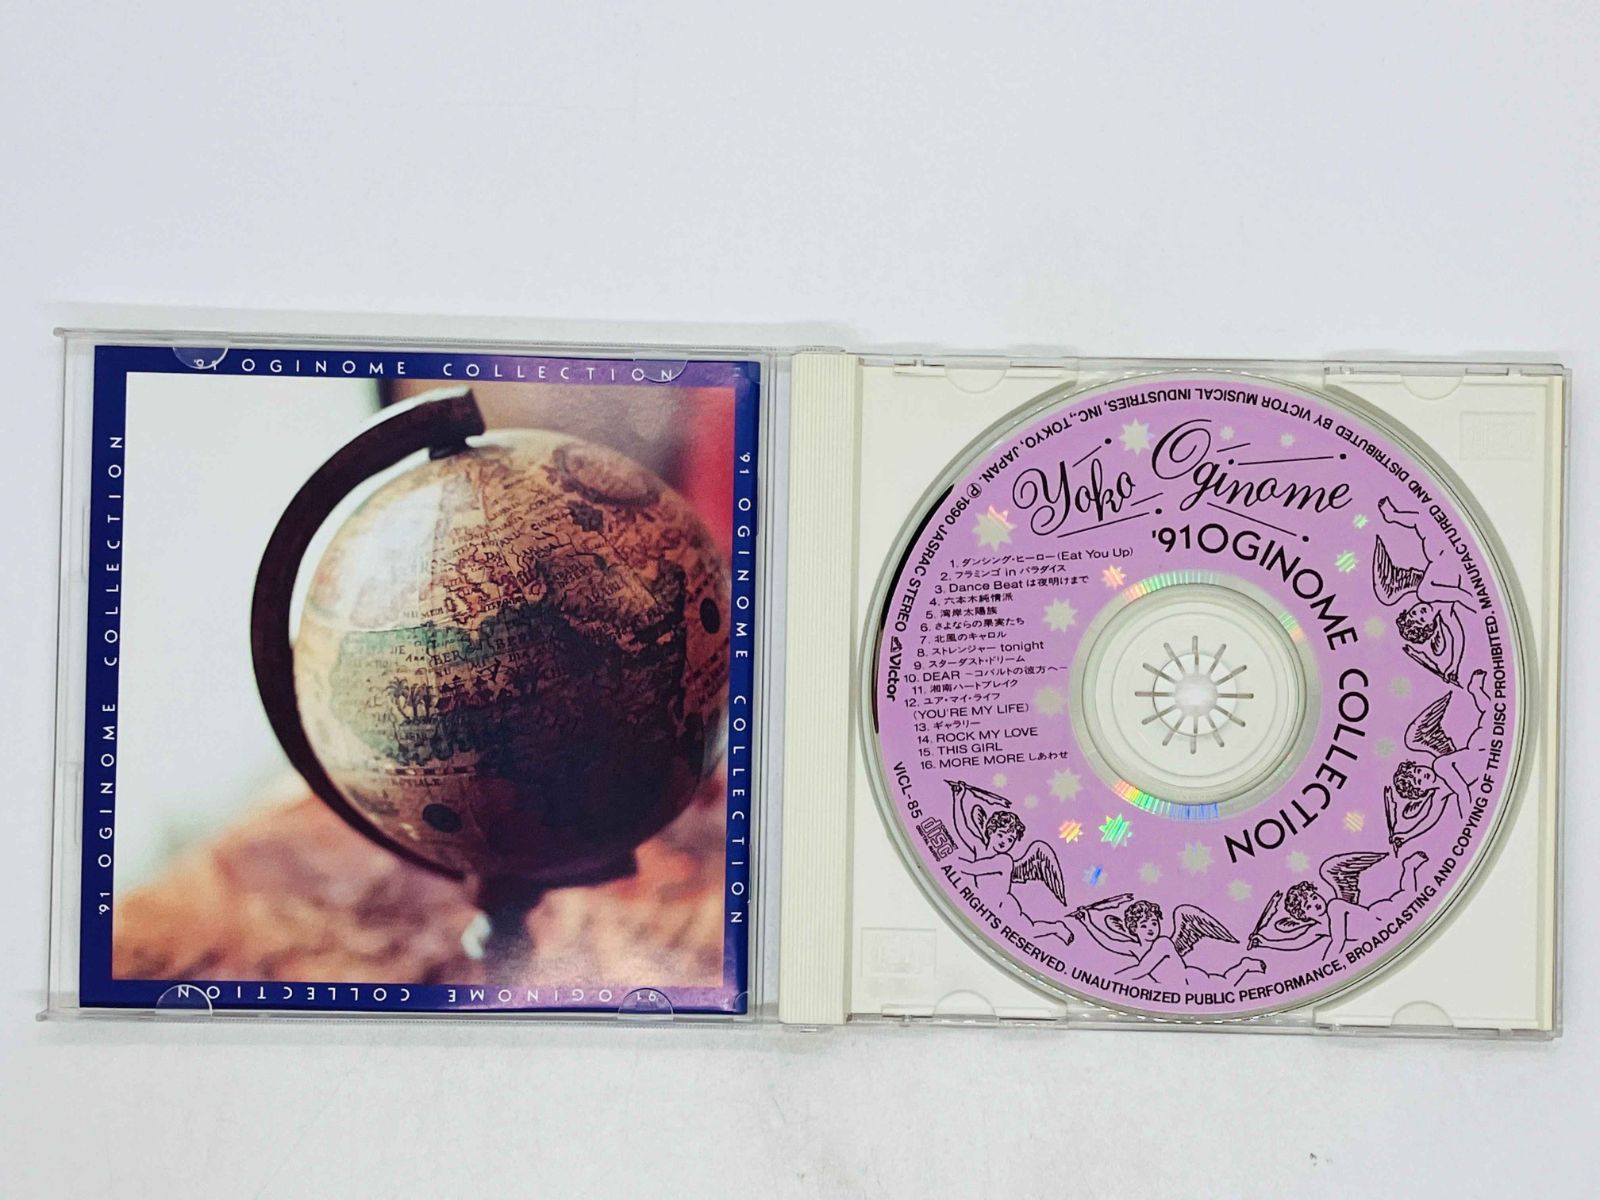 '91 OGINOME COLLECTION
'91 OGINOME COLLECTION
'91 OGINOME COLLECTION
'91 OGINOME COLLECTION
Yoko Oginome
'91 OGINOME COLLECTION
1. ダンシング・ヒーロー (Eat You Up)
2. フラミンゴ in パラダイス
3. Dance Beat は夜明けまで
4. 六本木純情派
5. 湾岸太陽族
6. さよならの果実たち
7. 北風のキャロル
8. ストレンジャー tonight
9. スターダスト・ドリーム
10. DEAR ~コバルトの彼方へ~
11. 湘南ハートブレイク
12. ユア・マイ・ライフ
(YOU'RE MY LIFE)
13. ギャラリー
14. ROCK MY LOVE
15. THIS GIRL
16. MORE MORE しあわせ
VICL-85
COMPACT disc DIGITAL AUDIO
ALL RIGHTS RESERVED. UNAUTHORIZED PUBLIC PERFORMANCE, BROADCASTING AND COPYING OF THIS DISC PROHIBITED. MANUFACTURED AND DISTRIBUTED BY VICTOR MUSICAL INDUSTRIES, INC., TOKYO, JAPAN. Ⓟ 1990 JASRAC STEREO Victor